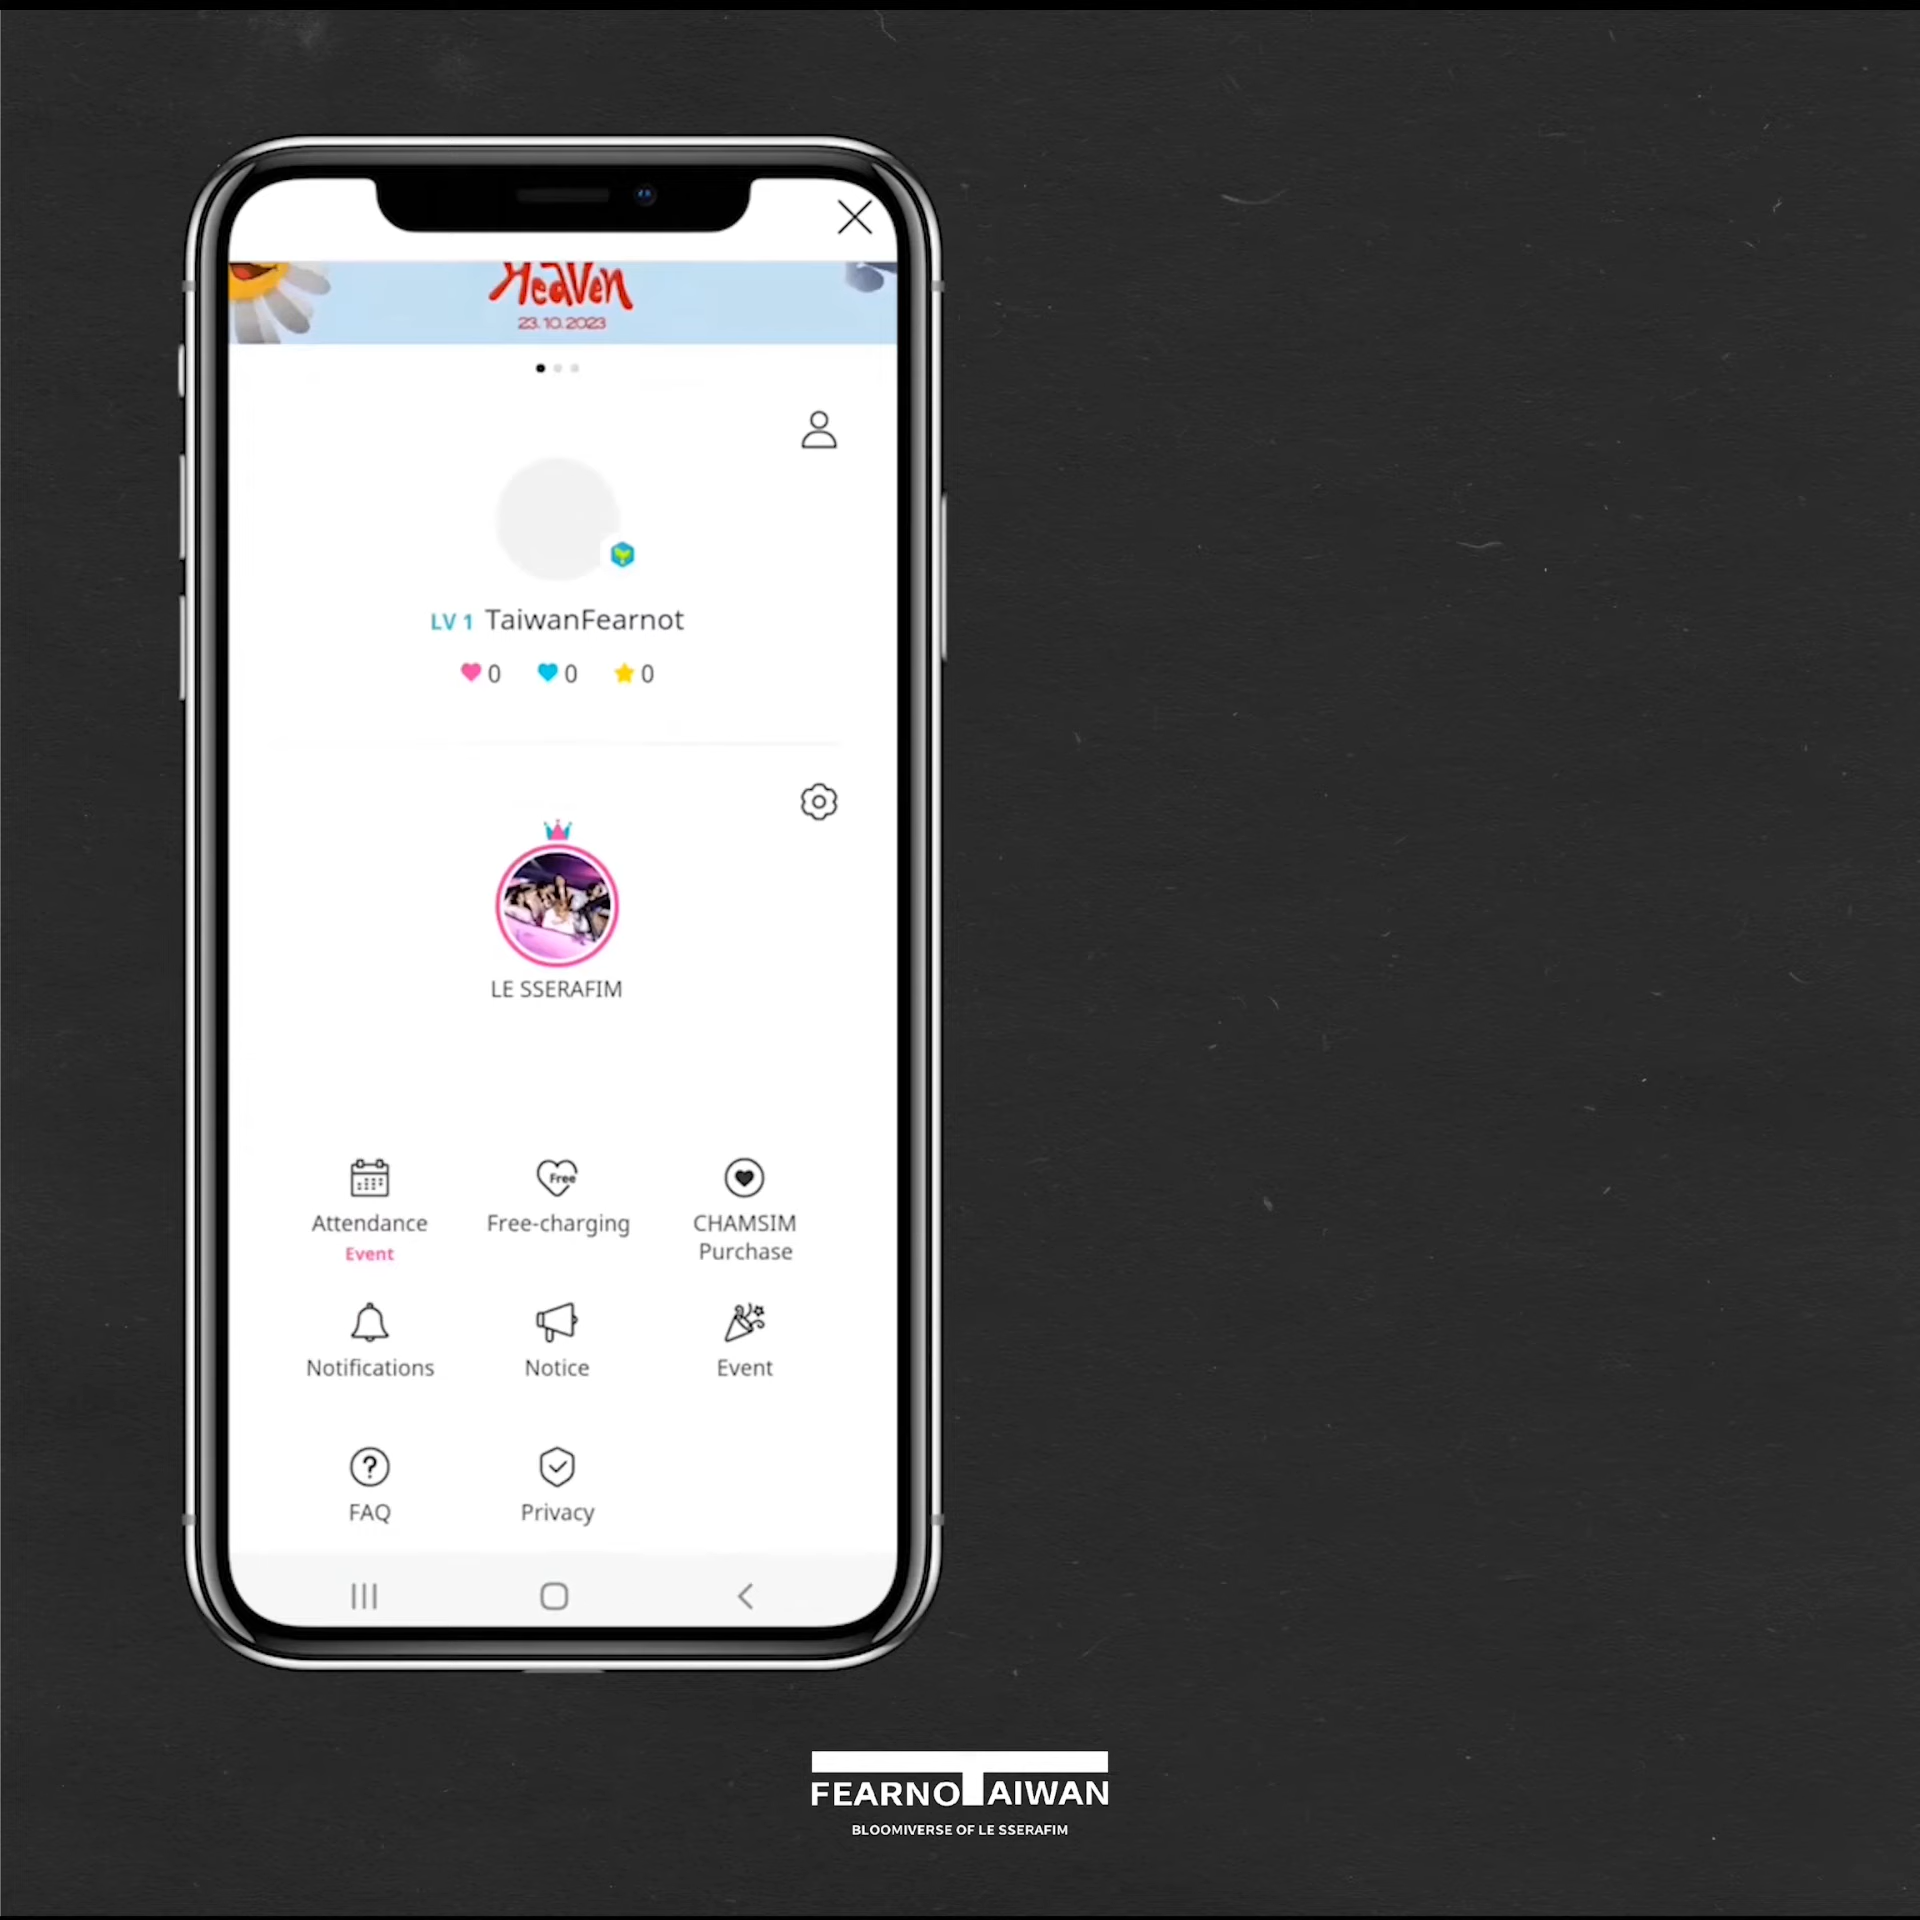 Heaven
23.10.2023
LV 1 TaiwanFearnot
0 0 0
LE SSERAFIM
Attendance
Event
Free-charging
CHAMSIM
Purchase
Notifications
Notice
Event
FAQ
Privacy
FEARNOTAIWAN
BLOOMIVERSE OF LE SSERAFIM